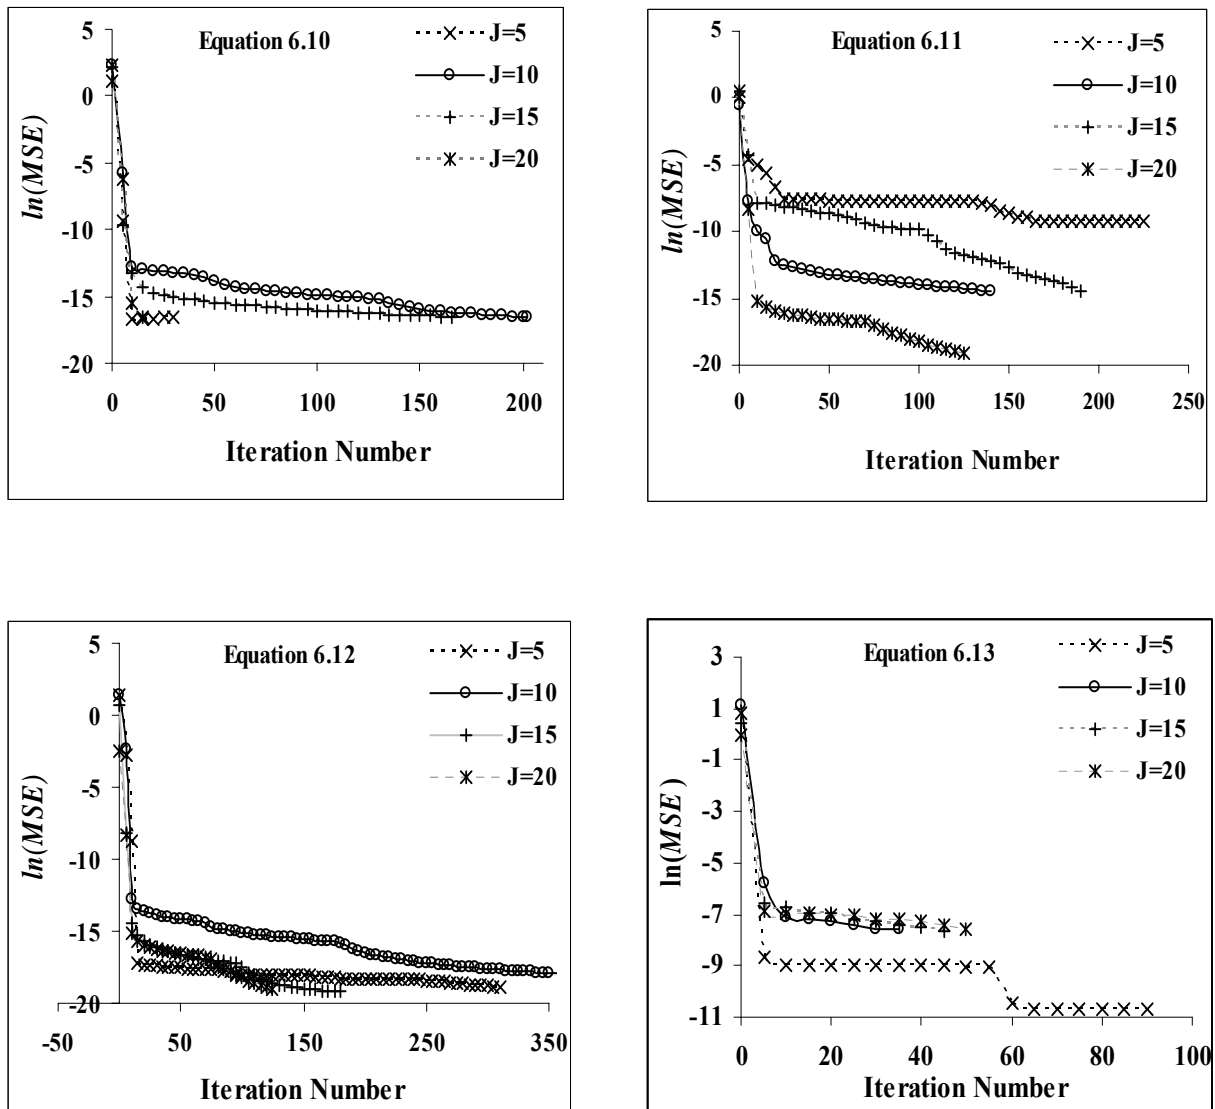 Equation 6.10
J=5
J=10
J=15
J=20
5
0
-5
-10
-15
-20
ln(MSE)
0 50 100 150 200
Iteration Number
Equation 6.11
J=5
J=10
J=15
J=20
5
0
-5
-10
-15
-20
ln(MSE)
0 50 100 150 200 250
Iteration Number
Equation 6.12
J=5
J=10
J=15
J=20
5
0
-5
-10
-15
-20
ln(MSE)
-50 50 150 250 350
Iteration Number
Equation 6.13
J=5
J=10
J=15
J=20
3
1
-1
-3
-5
-7
-9
-11
ln(MSE)
0 20 40 60 80 100
Iteration Number